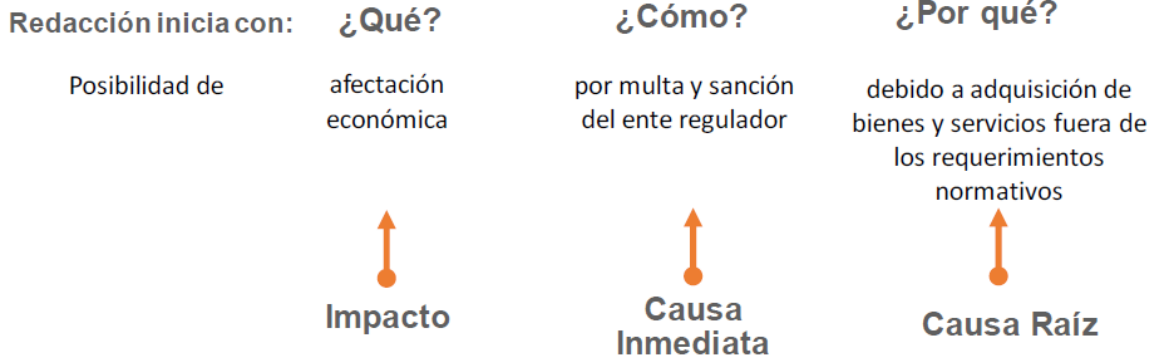 Redacción inicia con:
¿Qué?
¿Cómo?
¿Por qué?
Posibilidad de
afectación
económica
por multa y sanción
del ente regulador
debido a adquisición de
bienes y servicios fuera de
los requerimientos
normativos
Impacto
Causa
Inmediata
Causa Raíz